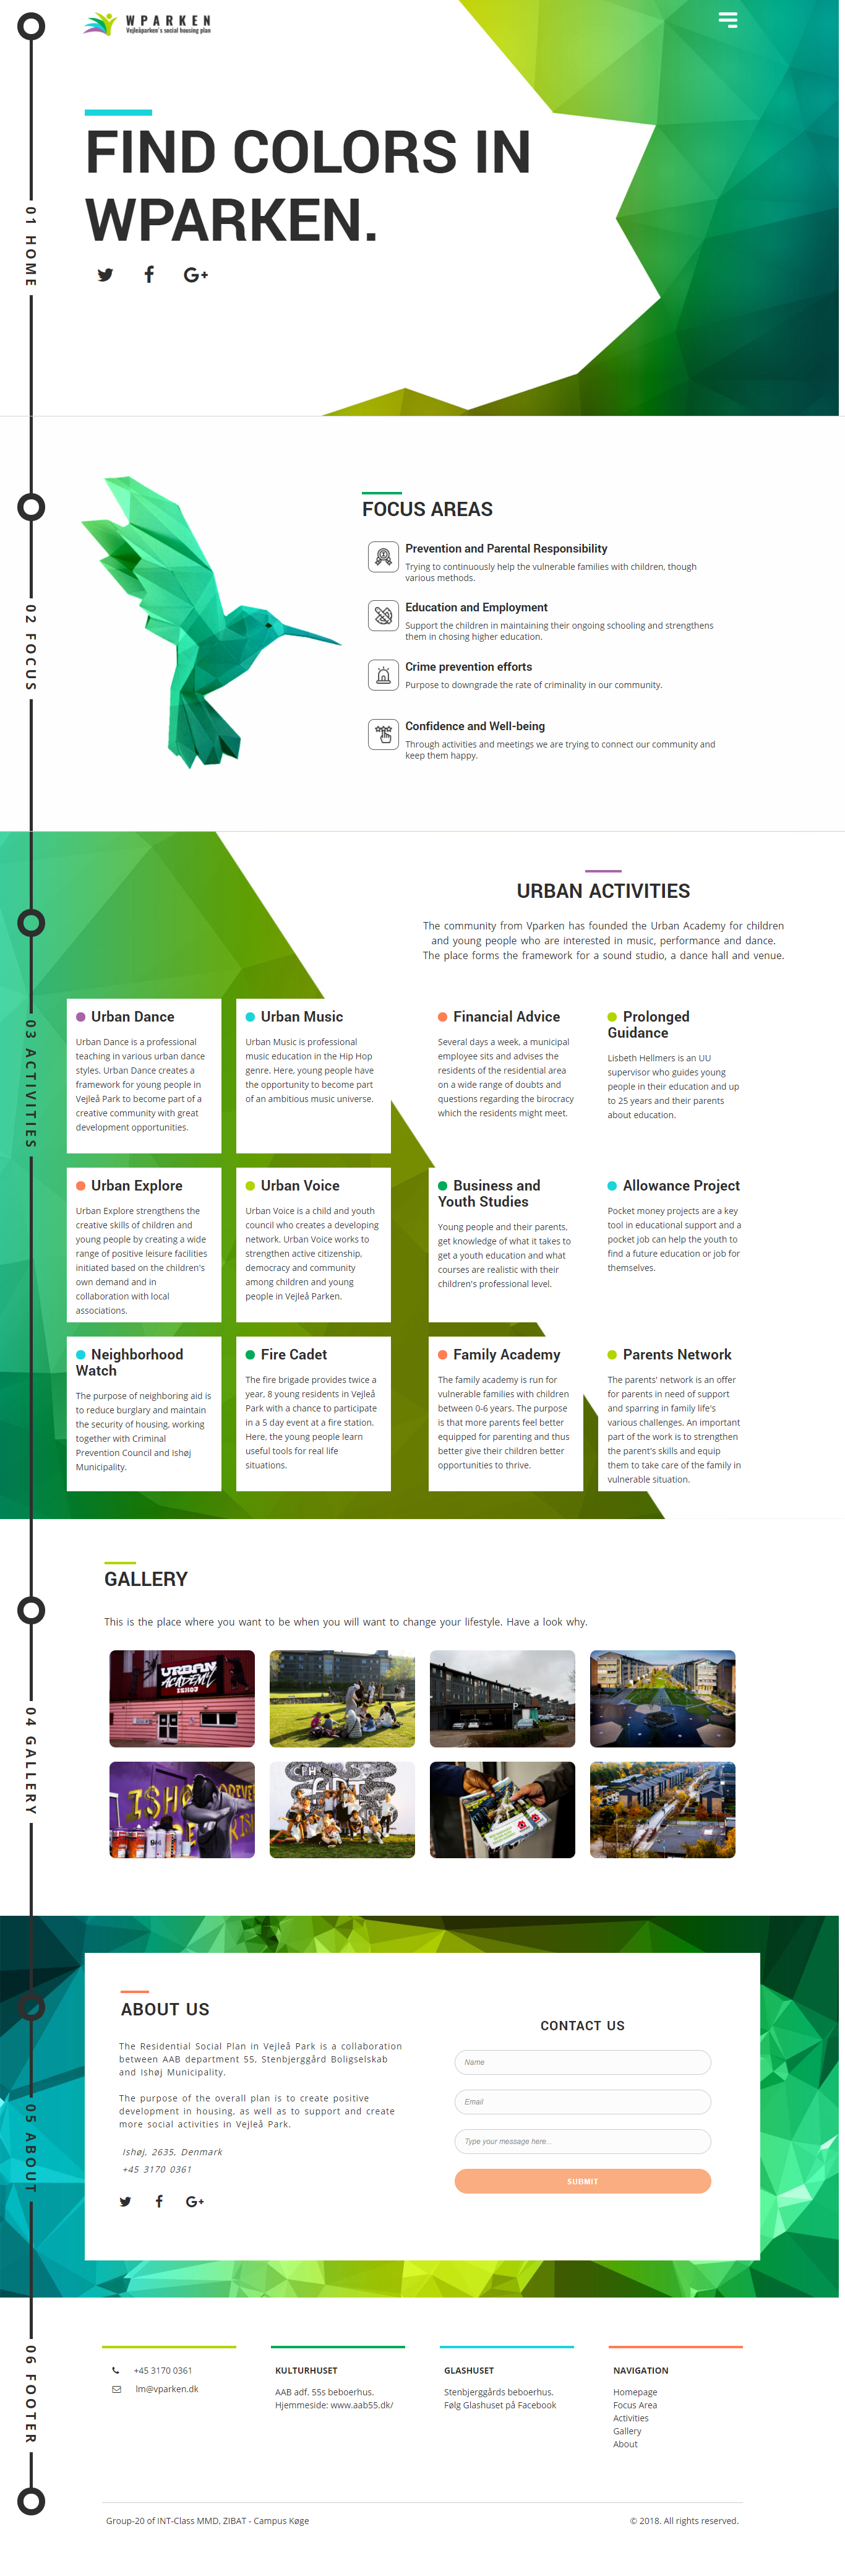 WPARKEN
Vejleåparken's social housing plan
FIND COLORS IN
WPARKEN.
G+
01 HOME
FOCUS AREAS
Prevention and Parental Responsibility
Trying to continuously help the vulnerable families with children, though
various methods.
Education and Employment
Support the children in maintaining their ongoing schooling and strengthens
them in chosing higher education.
Crime prevention efforts
Purpose to downgrade the rate of criminality in our community.
Confidence and Well-being
Through activities and meetings we are trying to connect our community and
keep them happy.
02 FOCUS
URBAN ACTIVITIES
The community from Vparken has founded the Urban Academy for children
and young people who are interested in music, performance and dance.
The place forms the framework for a sound studio, a dance hall and venue.
03 ACTIVITIES
Urban Dance
Urban Dance is a professional
teaching in various urban dance
styles. Urban Dance creates a
framework for young people in
Vejleå Park to become part of a
creative community with great
development opportunities.
Urban Music
Urban Music is professional
music education in the Hip Hop
genre. Here, young people have
the opportunity to become part
of an ambitious music universe.
Financial Advice
Several days a week, a municipal
employee sits and advises the
residents of the residential area
on a wide range of doubts and
questions regarding the birocracy
which the residents might meet.
Prolonged
Guidance
Lisbeth Hellmers is an UU
supervisor who guides young
people in their education and up
to 25 years and their parents
about education.
Urban Explore
Urban Explore strengthens the
creative skills of children and
young people by creating a wide
range of positive leisure facilities
initiated based on the children's
own demand and in
collaboration with local
associations.
Urban Voice
Urban Voice is a child and youth
council who creates a developing
network. Urban Voice works to
strengthen active citizenship,
democracy and community
among children and young
people in Vejleå Parken.
Business and
Youth Studies
Young people and their parents,
get knowledge of what it takes to
get a youth education and what
courses are realistic with their
children's professional level.
Allowance Project
Pocket money projects are a key
tool in educational support and a
pocket job can help the youth to
find a future education or job for
themselves.
Neighborhood
Watch
The purpose of neighboring aid is
to reduce burglary and maintain
the security of housing, working
together with Criminal
Prevention Council and Ishøj
Municipality.
Fire Cadet
The fire brigade provides twice a
year, 8 young residents in Vejleå
Park with a chance to participate
in a 5 day event at a fire station.
Here, the young people learn
useful tools for real life
situations.
Family Academy
The family academy is run for
vulnerable families with children
between 0-6 years. The purpose
is that more parents feel better
equipped for parenting and thus
better give their children better
opportunities to thrive.
Parents Network
The parents' network is an offer
for parents in need of support
and sparring in family life's
various challenges. An important
part of the work is to strengthen
the parent's skills and equip
them to take care of the family in
vulnerable situation.
GALLERY
This is the place where you want to be when you will want to change your lifestyle. Have a look why.
URBAN
ACADEMY
ISHØJ
P
04 GALLERY
ABOUT US
The Residential Social Plan in Vejleå Park is a collaboration
between AAB department 55, Stenbjerggård Boligselskab
and Ishøj Municipality.
The purpose of the overall plan is to create positive
development in housing, as well as to support and create
more social activities in Vejleå Park.
Ishøj, 2635, Denmark
+45 3170 0361
G+
CONTACT US
Name
Email
Type your message here...
SUBMIT
05 ABOUT
06 FOOTER
+45 3170 0361
lm@vparken.dk
KULTURHUSET
AAB adf. 55s beboerhus.
Hjemmeside: www.aab55.dk/
GLASHUSET
Stenbjerggårds beboerhus.
Følg Glashuset på Facebook
NAVIGATION
Homepage
Focus Area
Activities
Gallery
About
Group-20 of INT-Class MMD, ZIBAT - Campus Køge
© 2018. All rights reserved.